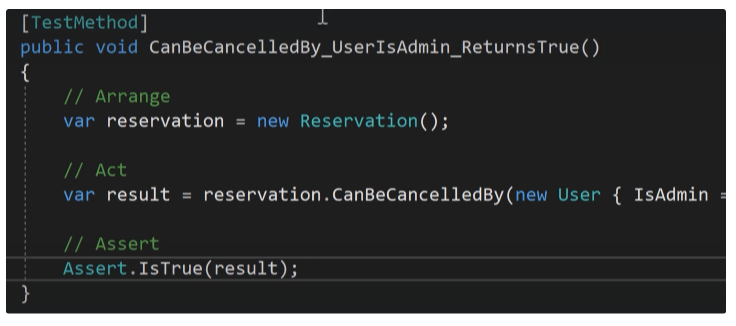 [TestMethod]
public void CanBeCancelledBy_UserIsAdmin_ReturnsTrue()
{
// Arrange
var reservation = new Reservation();
// Act
var result = reservation.CanBeCancelledBy(new User { IsAdmin =
// Assert
Assert.IsTrue(result);
}